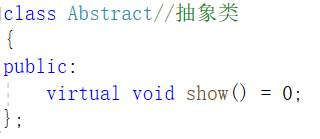 class Abstract//抽象类
{
public:
    virtual void show() = 0;
};